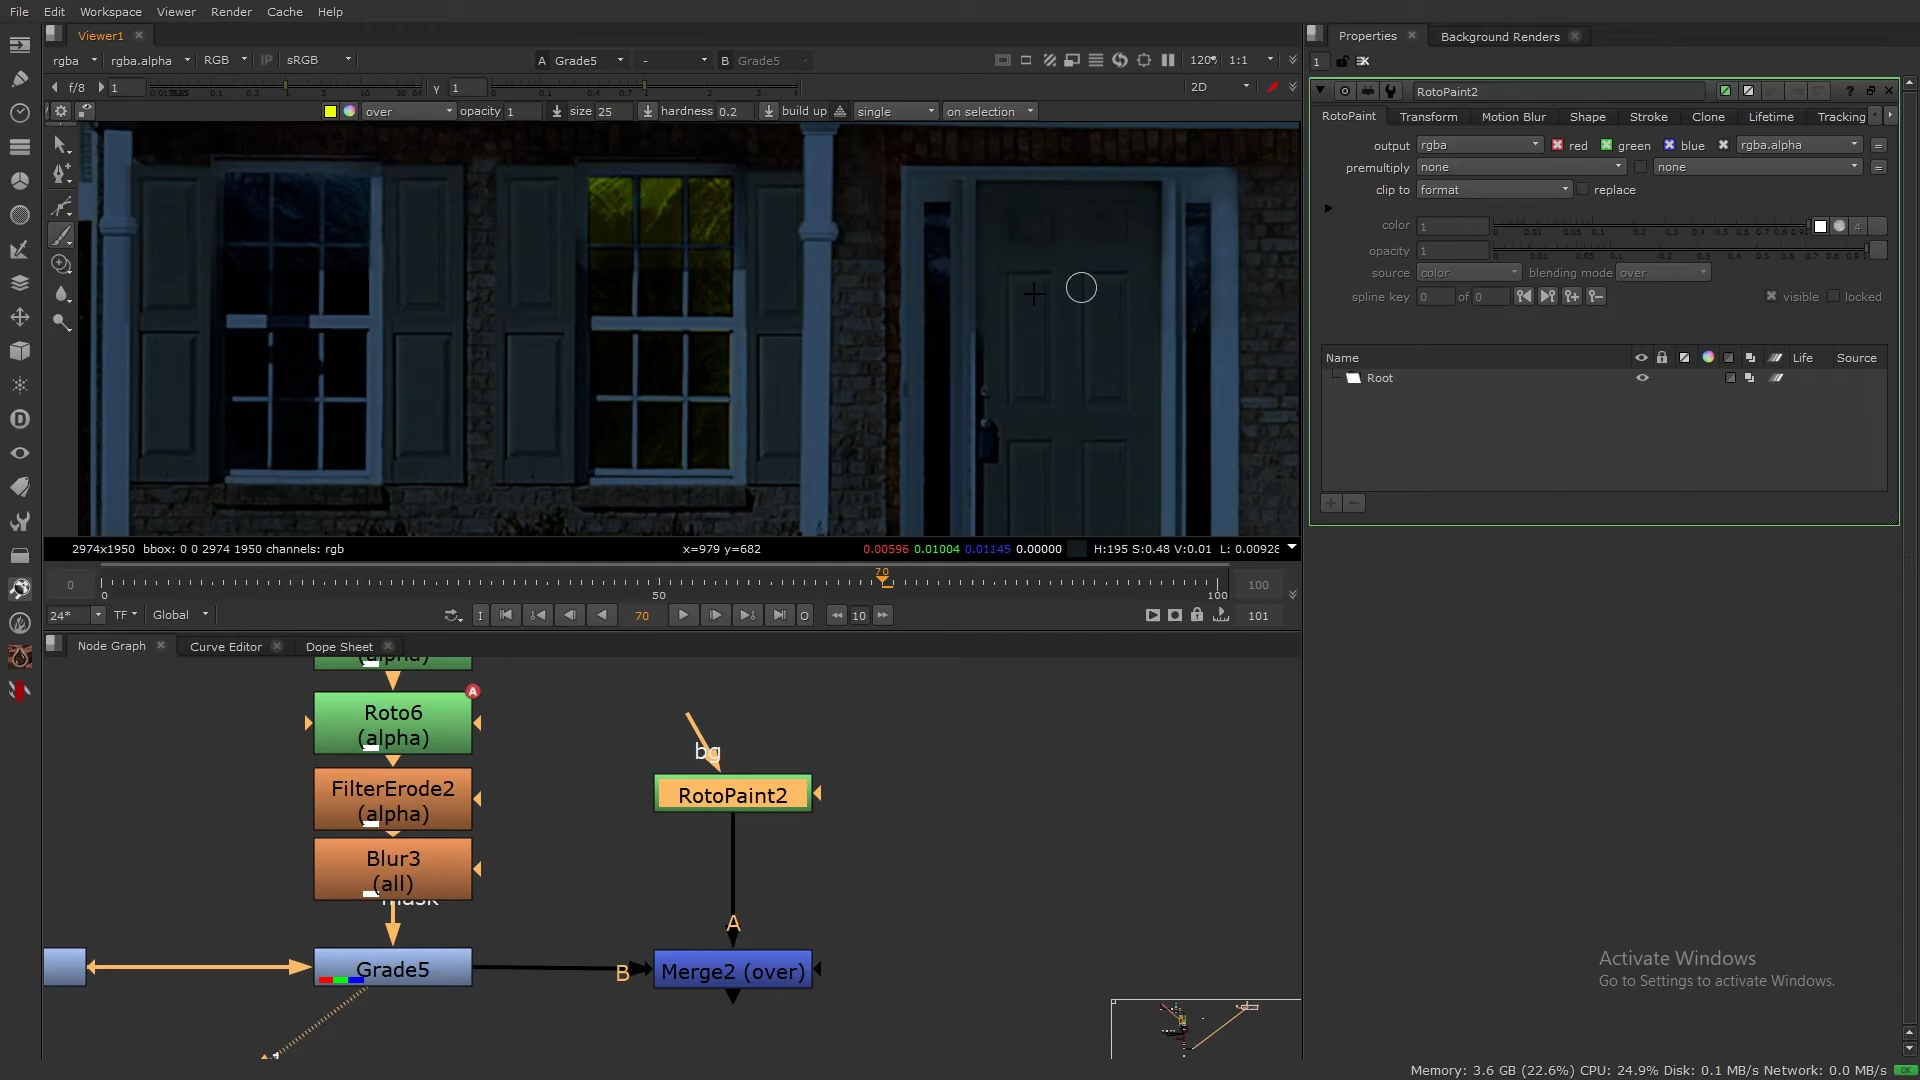 File Edit Workspace Viewer Render Cache Help
Viewer1
Properties Background Renders
rgba rgba.alpha RGB IP sRGB A Grade5 - B Grade5 120* 1:1
1
f/8 1 γ 1 2D
RotoPaint2
over opacity 1 size 25 hardness 0.2 build up single on selection
RotoPaint Transform Motion Blur Shape Stroke Clone Lifetime Tracking
output rgba red green blue rgba.alpha =
premultiply none none =
clip to format replace
color 1 4
opacity 1
source color blending mode over
spline key 0 of 0 visible locked
Name Life Source
Root
2974x1950 bbox: 0 0 2974 1950 channels: rgb x=979 y=682 0.00596 0.01004 0.01145 0.00000 H:195 S:0.48 V:0.01 L: 0.00928
70
0 0 50 100 100
24* TF Global I 70 O 10 101
Node Graph Curve Editor Dope Sheet
(alpha)
A
Roto6
(alpha)
bg
FilterErode2
(alpha)
RotoPaint2
Blur3
(all)
mask
A
Grade5 B Merge2 (over)
Activate Windows
Go to Settings to activate Windows.
Memory: 3.6 GB (22.6%) CPU: 24.9% Disk: 0.1 MB/s Network: 0.0 MB/s OK